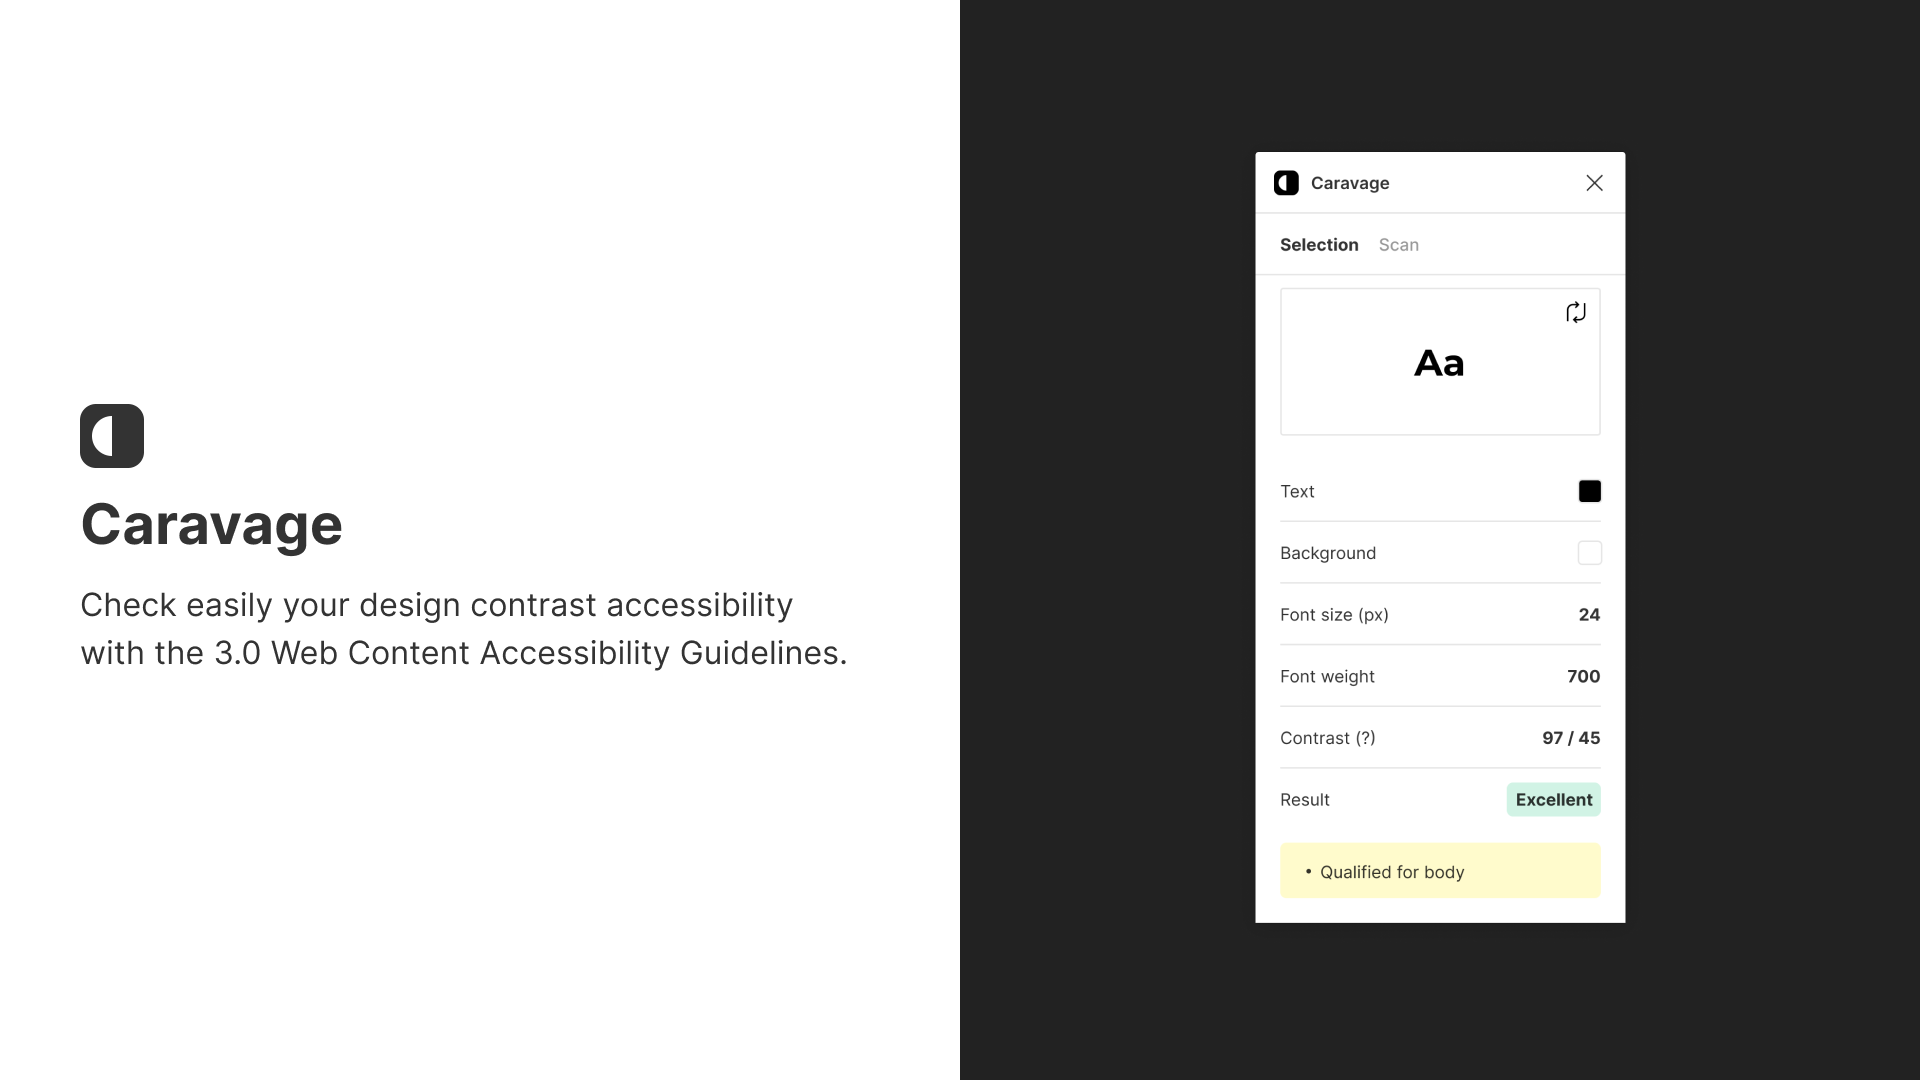 Caravage
Check easily your design contrast accessibility
with the 3.0 Web Content Accessibility Guidelines.
Caravage
Selection Scan
Aa
Text
Background
Font size (px) 24
Font weight 700
Contrast (?) 97 / 45
Result Excellent
• Qualified for body